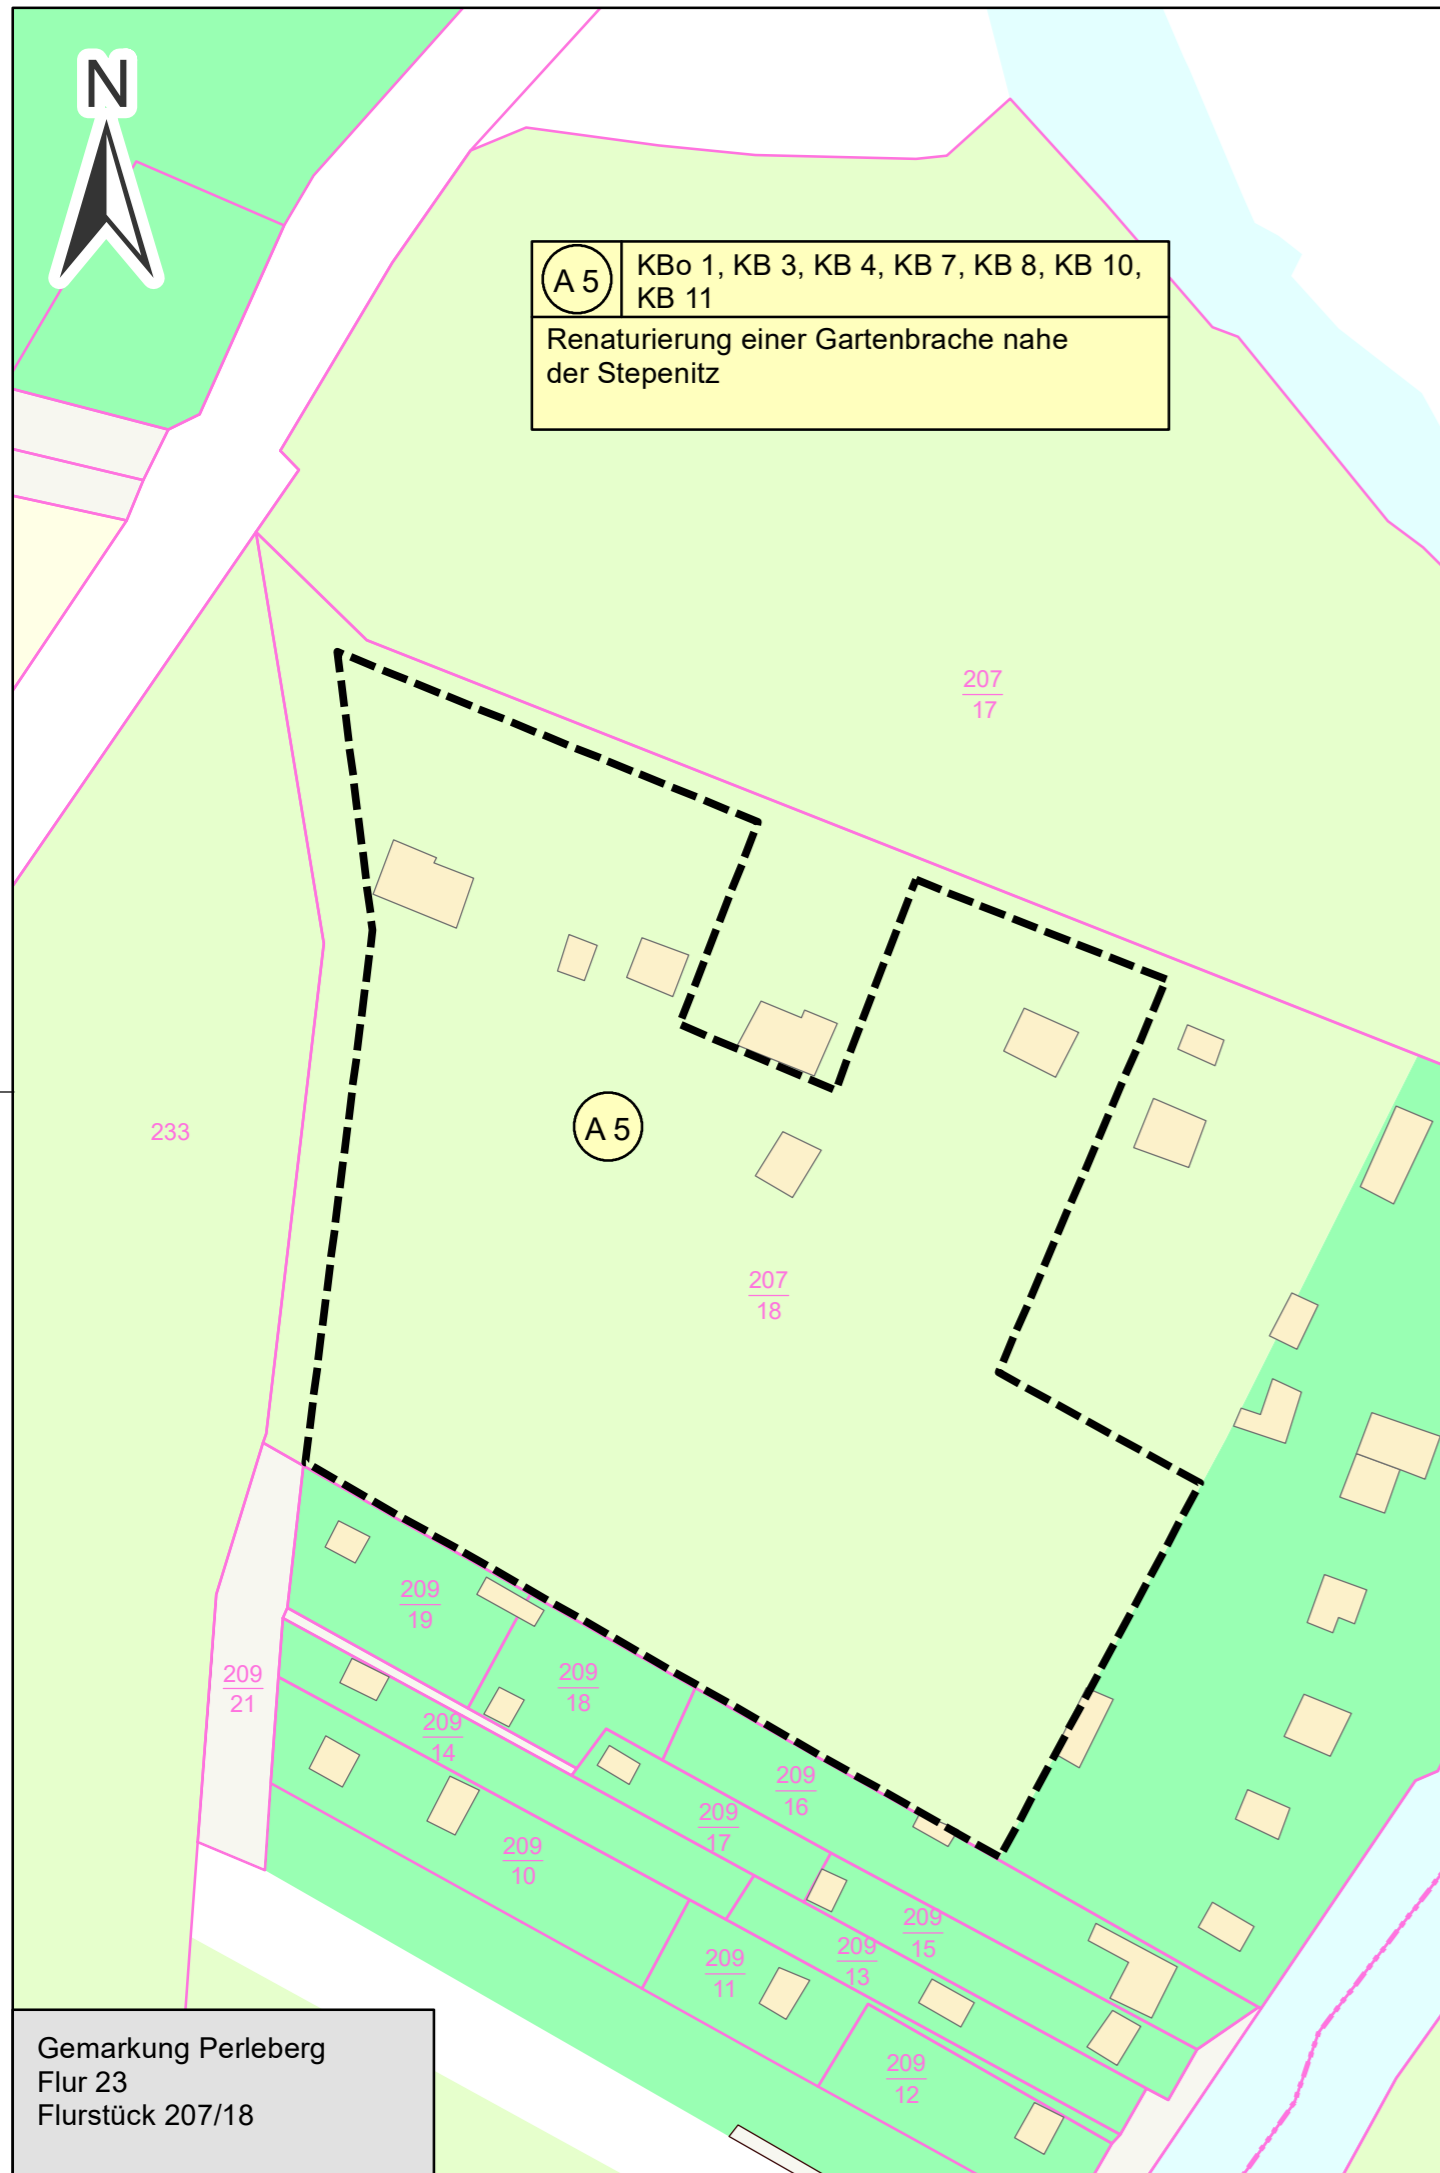 N
A 5
KBo 1, KB 3, KB 4, KB 7, KB 8, KB 10,
KB 11
Renaturierung einer Gartenbrache nahe
der Stepenitz
207
17
A 5
233
207
18
209
19
209
18
209
21
209
14
209
16
209
17
209
10
209
15
209
13
209
11
209
12
Gemarkung Perleberg
Flur 23
Flurstück 207/18